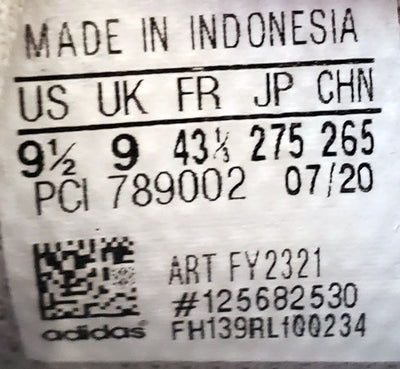 MADE IN INDONESIA
US UK FR JP CHN
9½ 9 43⅓ 275 265
PCI 789002 07/20
ART FY2321
#125682530
adidas FH139RL100234